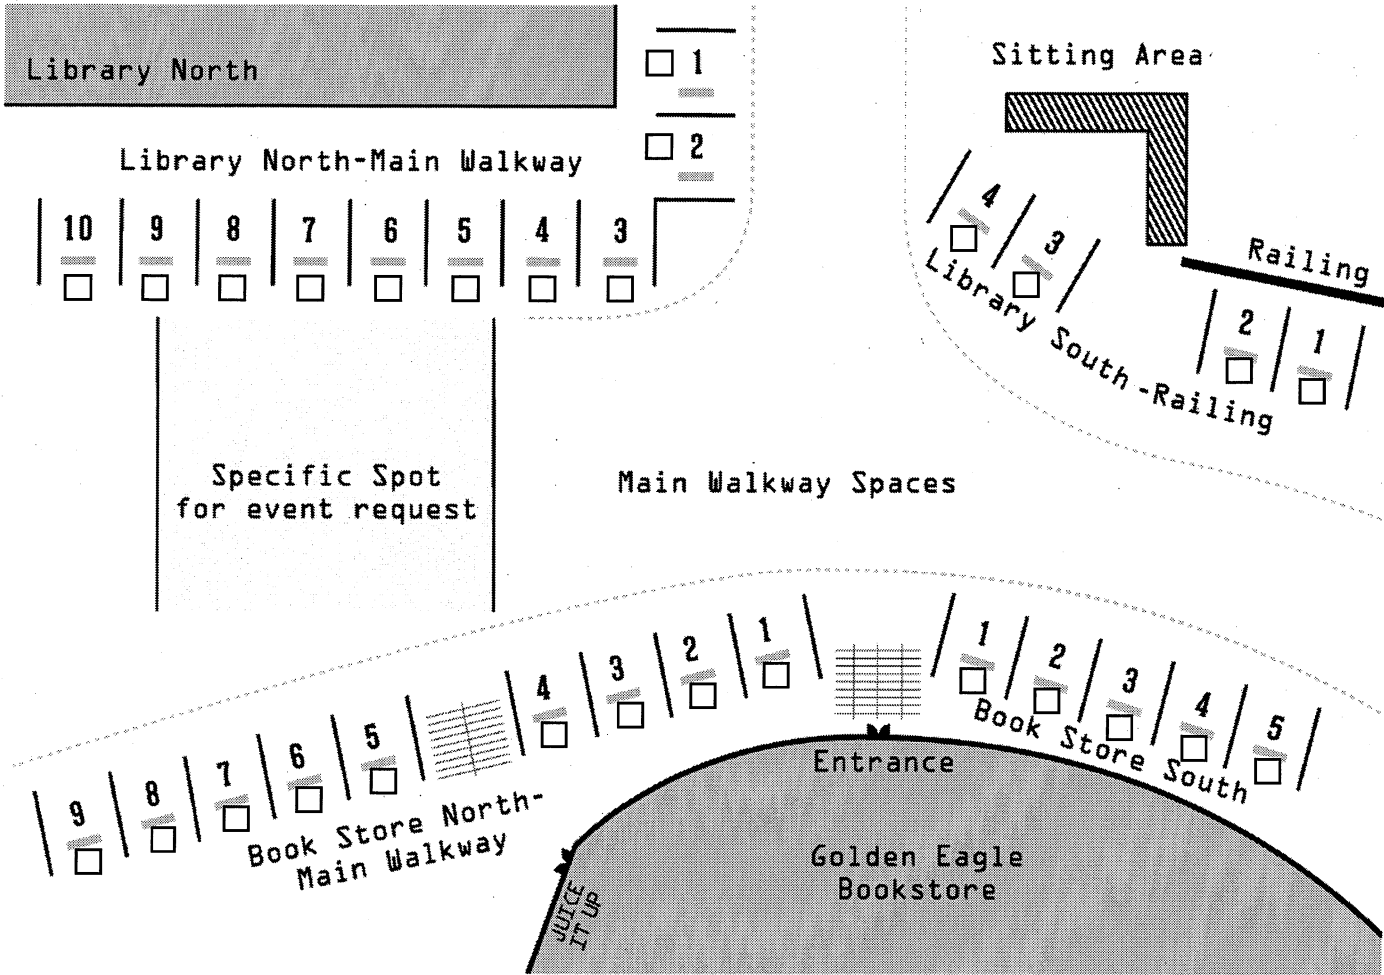 Library North
1
2
Library North-Main Walkway
10 9 8 7 6 5 4 3
Sitting Area
4 3
Library South-Railing
Railing
2 1
Specific Spot
for event request
Main Walkway Spaces
9 8 7 6 5 4 3 2 1
Book Store North-
Main Walkway
1 2 3 4 5
Book Store South
Entrance
Golden Eagle
Bookstore
JUICE
IT UP